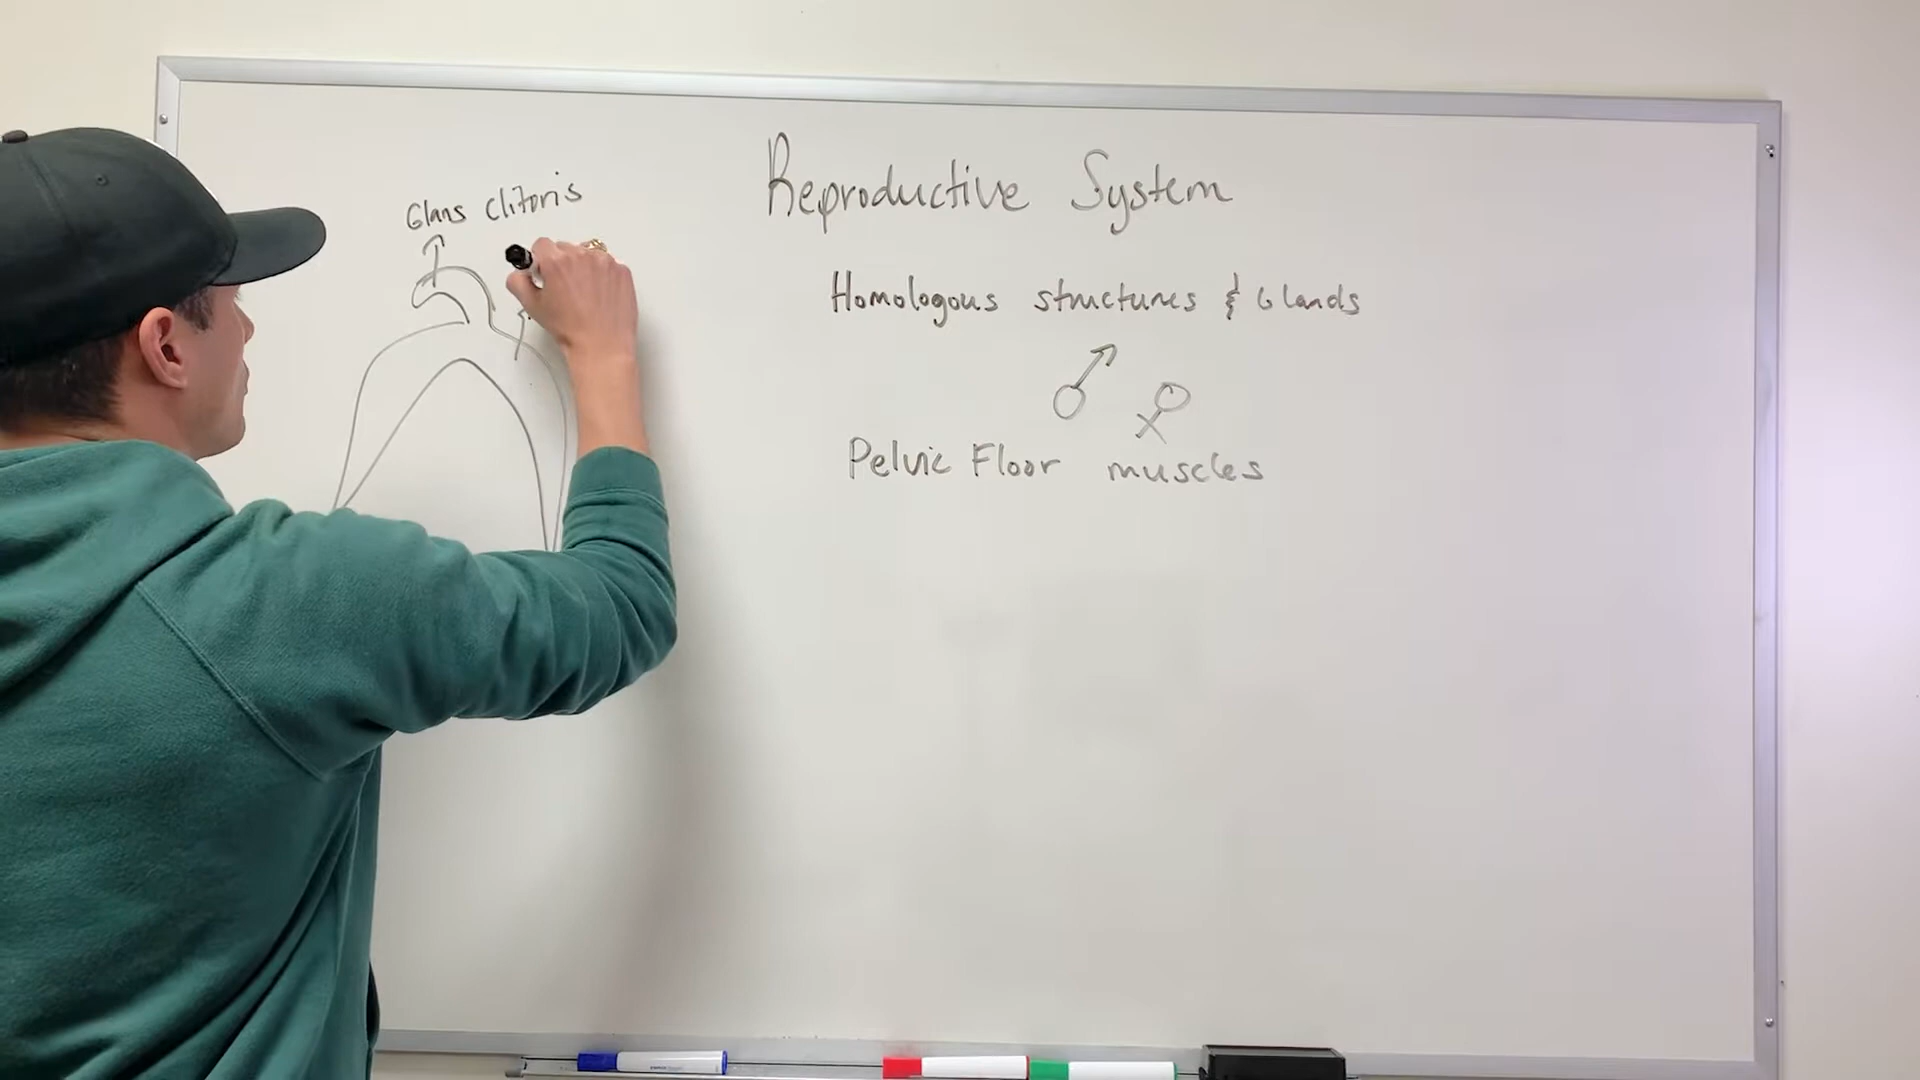 Glans Clitoris
Reproductive System
Homologous structures & Glands
Pelvic Floor muscles